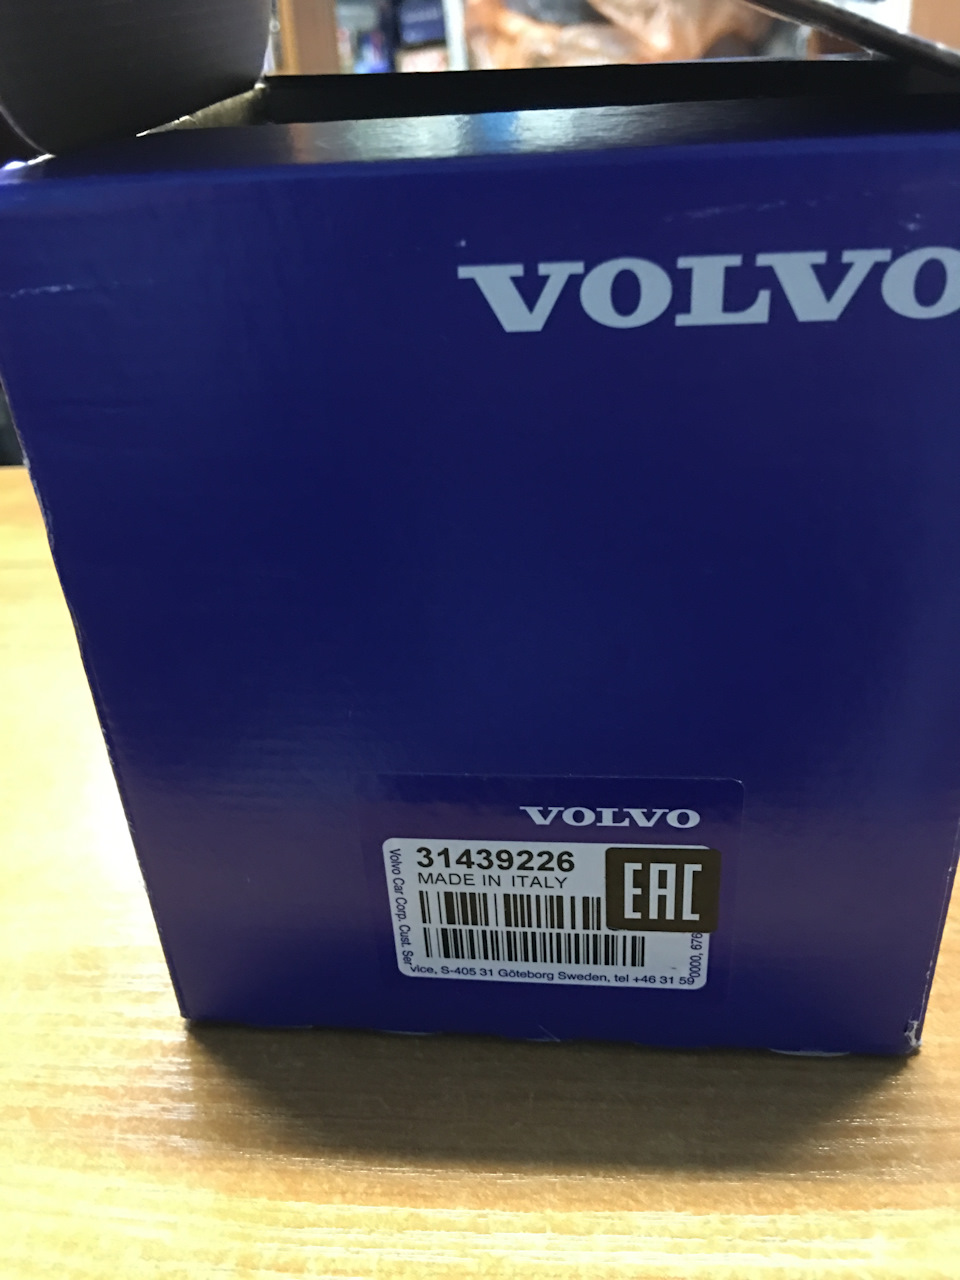 VOLVO
VOLVO
31439226
MADE IN ITALY
EAC
Volvo Car Corp. Cust. Ser
vice, S-405 31 Göteborg Sweden, tel +46 31 59
0000, 676